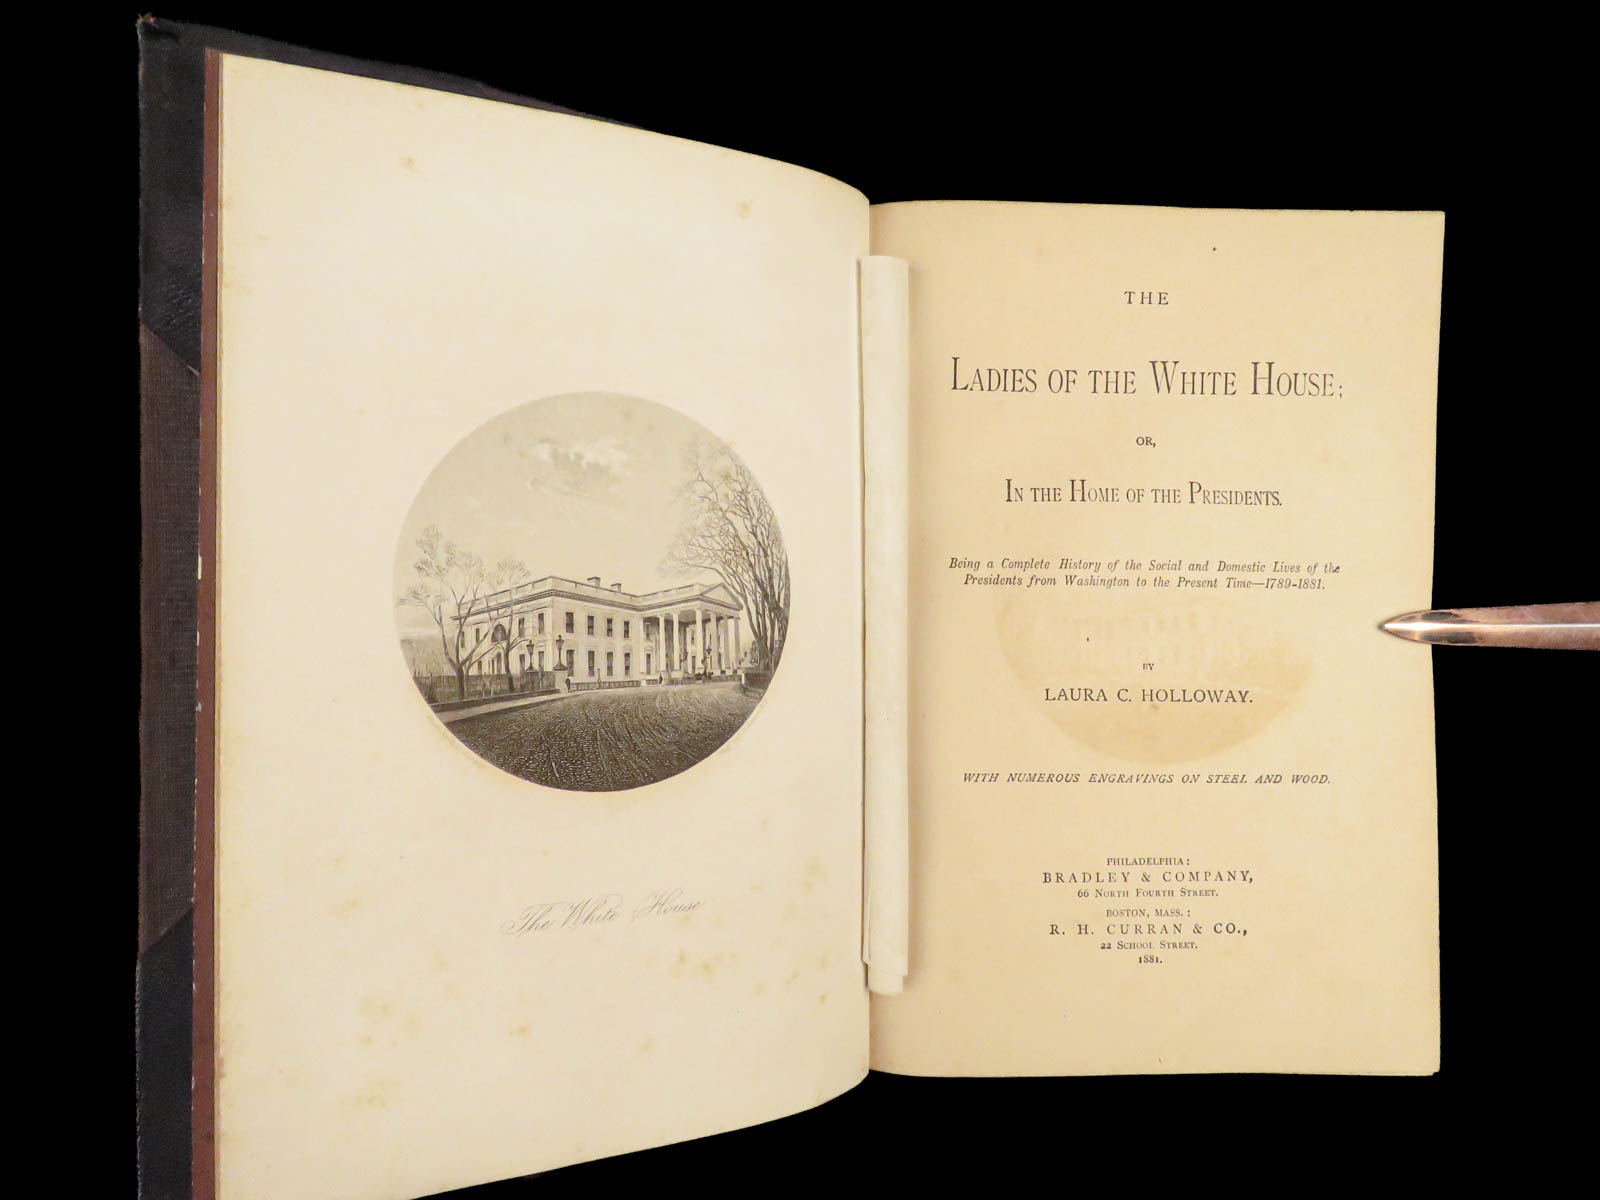 The White House
THE
LADIES OF THE WHITE HOUSE;
OR,
IN THE HOME OF THE PRESIDENTS.
Being a Complete History of the Social and Domestic Lives of the
Presidents from Washington to the Present Time—1789-1881.
BY
LAURA C. HOLLOWAY.
WITH NUMEROUS ENGRAVINGS ON STEEL AND WOOD.
PHILADELPHIA:
BRADLEY & COMPANY,
66 NORTH FOURTH STREET.
BOSTON, MASS.:
R. H. CURRAN & CO.,
22 SCHOOL STREET.
1881.